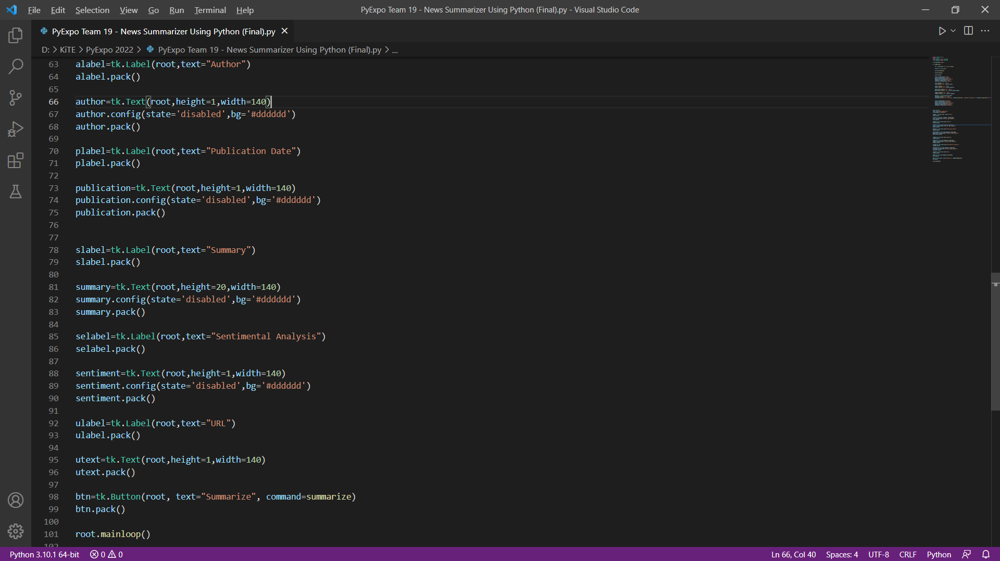 File Edit Selection View Go Run Terminal Help
PyExpo Team 19 - News Summarizer Using Python (Final).py - Visual Studio Code
PyExpo Team 19 - News Summarizer Using Python (Final).py
D: > KiTE > PyExpo 2022 > PyExpo Team 19 - News Summarizer Using Python (Final).py > ...
63 alabel=tk.Label(root,text="Author")
64 alabel.pack()
65
66 author=tk.Text(root,height=1,width=140)
67 author.config(state='disabled',bg='#dddddd')
68 author.pack()
69
70 plabel=tk.Label(root,text="Publication Date")
71 plabel.pack()
72
73 publication=tk.Text(root,height=1,width=140)
74 publication.config(state='disabled',bg='#dddddd')
75 publication.pack()
76
77
78 slabel=tk.Label(root,text="Summary")
79 slabel.pack()
80
81 summary=tk.Text(root,height=20,width=140)
82 summary.config(state='disabled',bg='#dddddd')
83 summary.pack()
84
85 selabel=tk.Label(root,text="Sentimental Analysis")
86 selabel.pack()
87
88 sentiment=tk.Text(root,height=1,width=140)
89 sentiment.config(state='disabled',bg='#dddddd')
90 sentiment.pack()
91
92 ulabel=tk.Label(root,text="URL")
93 ulabel.pack()
94
95 utext=tk.Text(root,height=1,width=140)
96 utext.pack()
97
98 btn=tk.Button(root, text="Summarize", command=summarize)
99 btn.pack()
100
101 root.mainloop()
102
Python 3.10.1 64-bit 0 0 Ln 66, Col 40 Spaces: 4 UTF-8 CRLF Python